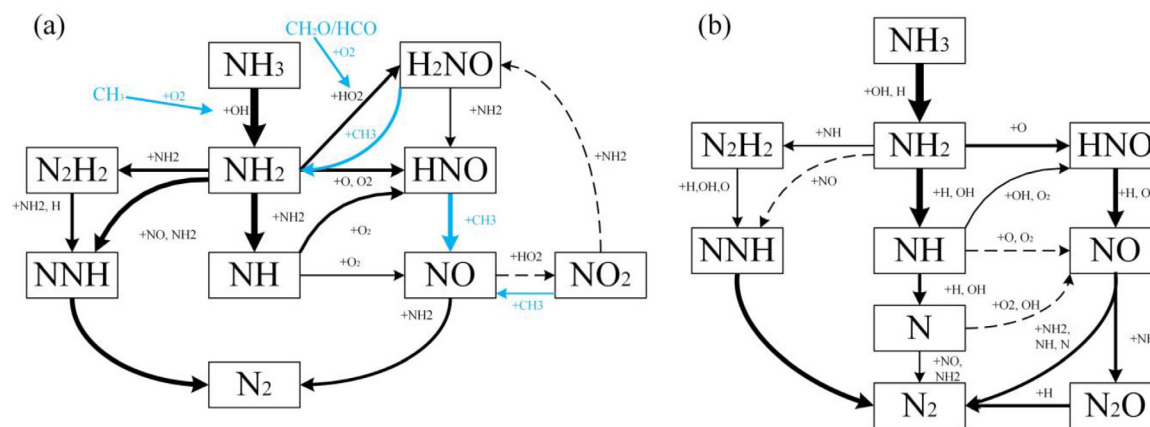 (a)
CH2O/HCO
+O2
NH3
H2NO
CH3
+O2
+OH
+HO2
+NH2
+CH3
N2H2
+NH2
NH2
+O, O2
HNO
+NH2
+NH2, H
+NO, NH2
+NH2
+O2
+CH3
NNH
NH
+O2
NO
+HO2
NO2
+CH3
+NH2
N2
(b)
NH3
+OH, H
N2H2
+NH
NH2
+O
HNO
+NO
+H,OH,O
+H, OH
+OH, O2
+H, O
NNH
NH
+O, O2
NO
+H, OH
+O2, OH
N
+NH2,
NH, N
+NH
+NO,
NH2
N2
+H
N2O